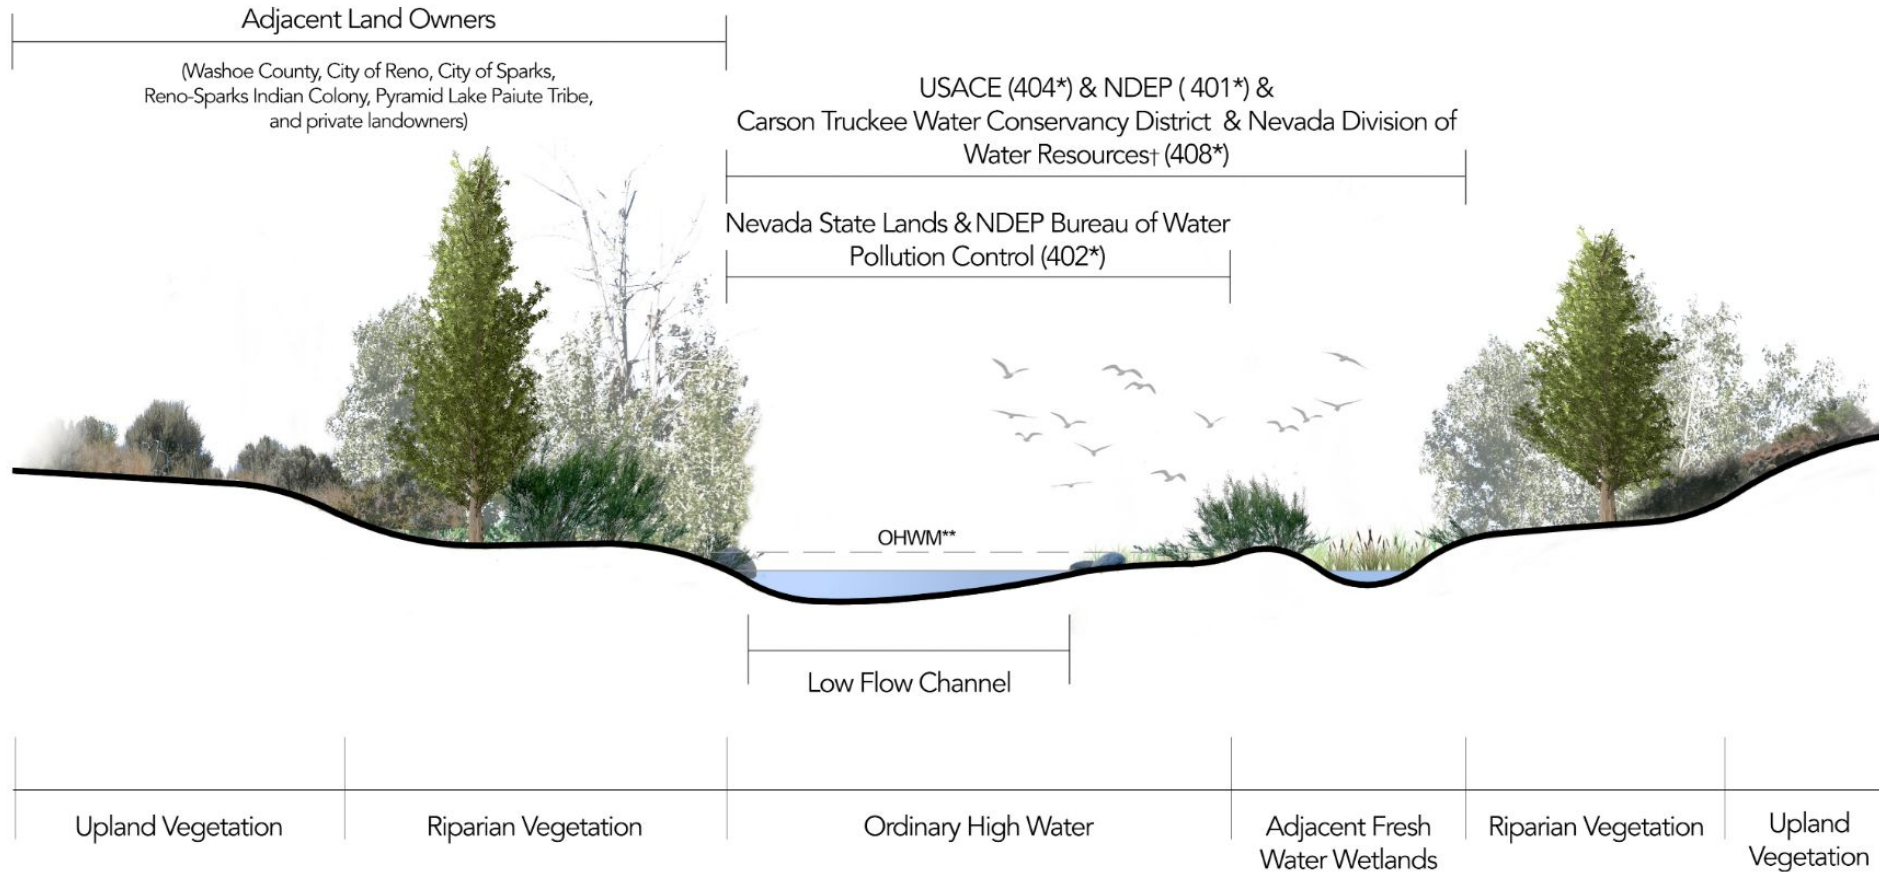 Adjacent Land Owners
(Washoe County, City of Reno, City of Sparks,
Reno-Sparks Indian Colony, Pyramid Lake Paiute Tribe,
and private landowners)
USACE (404*) & NDEP ( 401*) &
Carson Truckee Water Conservancy District & Nevada Division of
Water Resources† (408*)
Nevada State Lands & NDEP Bureau of Water
Pollution Control (402*)
OHWM**
Low Flow Channel
Upland Vegetation
Riparian Vegetation
Ordinary High Water
Adjacent Fresh
Water Wetlands
Riparian Vegetation
Upland
Vegetation